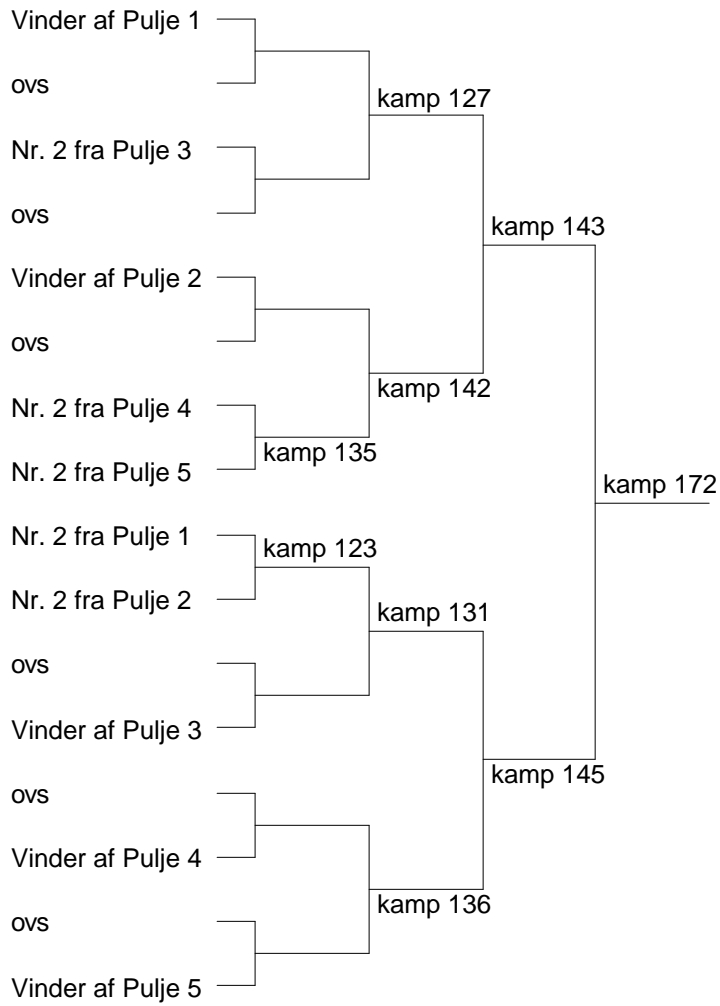 Vinder af Pulje 1
ovs
kamp 127
Nr. 2 fra Pulje 3
ovs
kamp 143
Vinder af Pulje 2
ovs
kamp 142
Nr. 2 fra Pulje 4
kamp 135
Nr. 2 fra Pulje 5
kamp 172
Nr. 2 fra Pulje 1
kamp 123
Nr. 2 fra Pulje 2
kamp 131
ovs
Vinder af Pulje 3
kamp 145
ovs
Vinder af Pulje 4
kamp 136
ovs
Vinder af Pulje 5